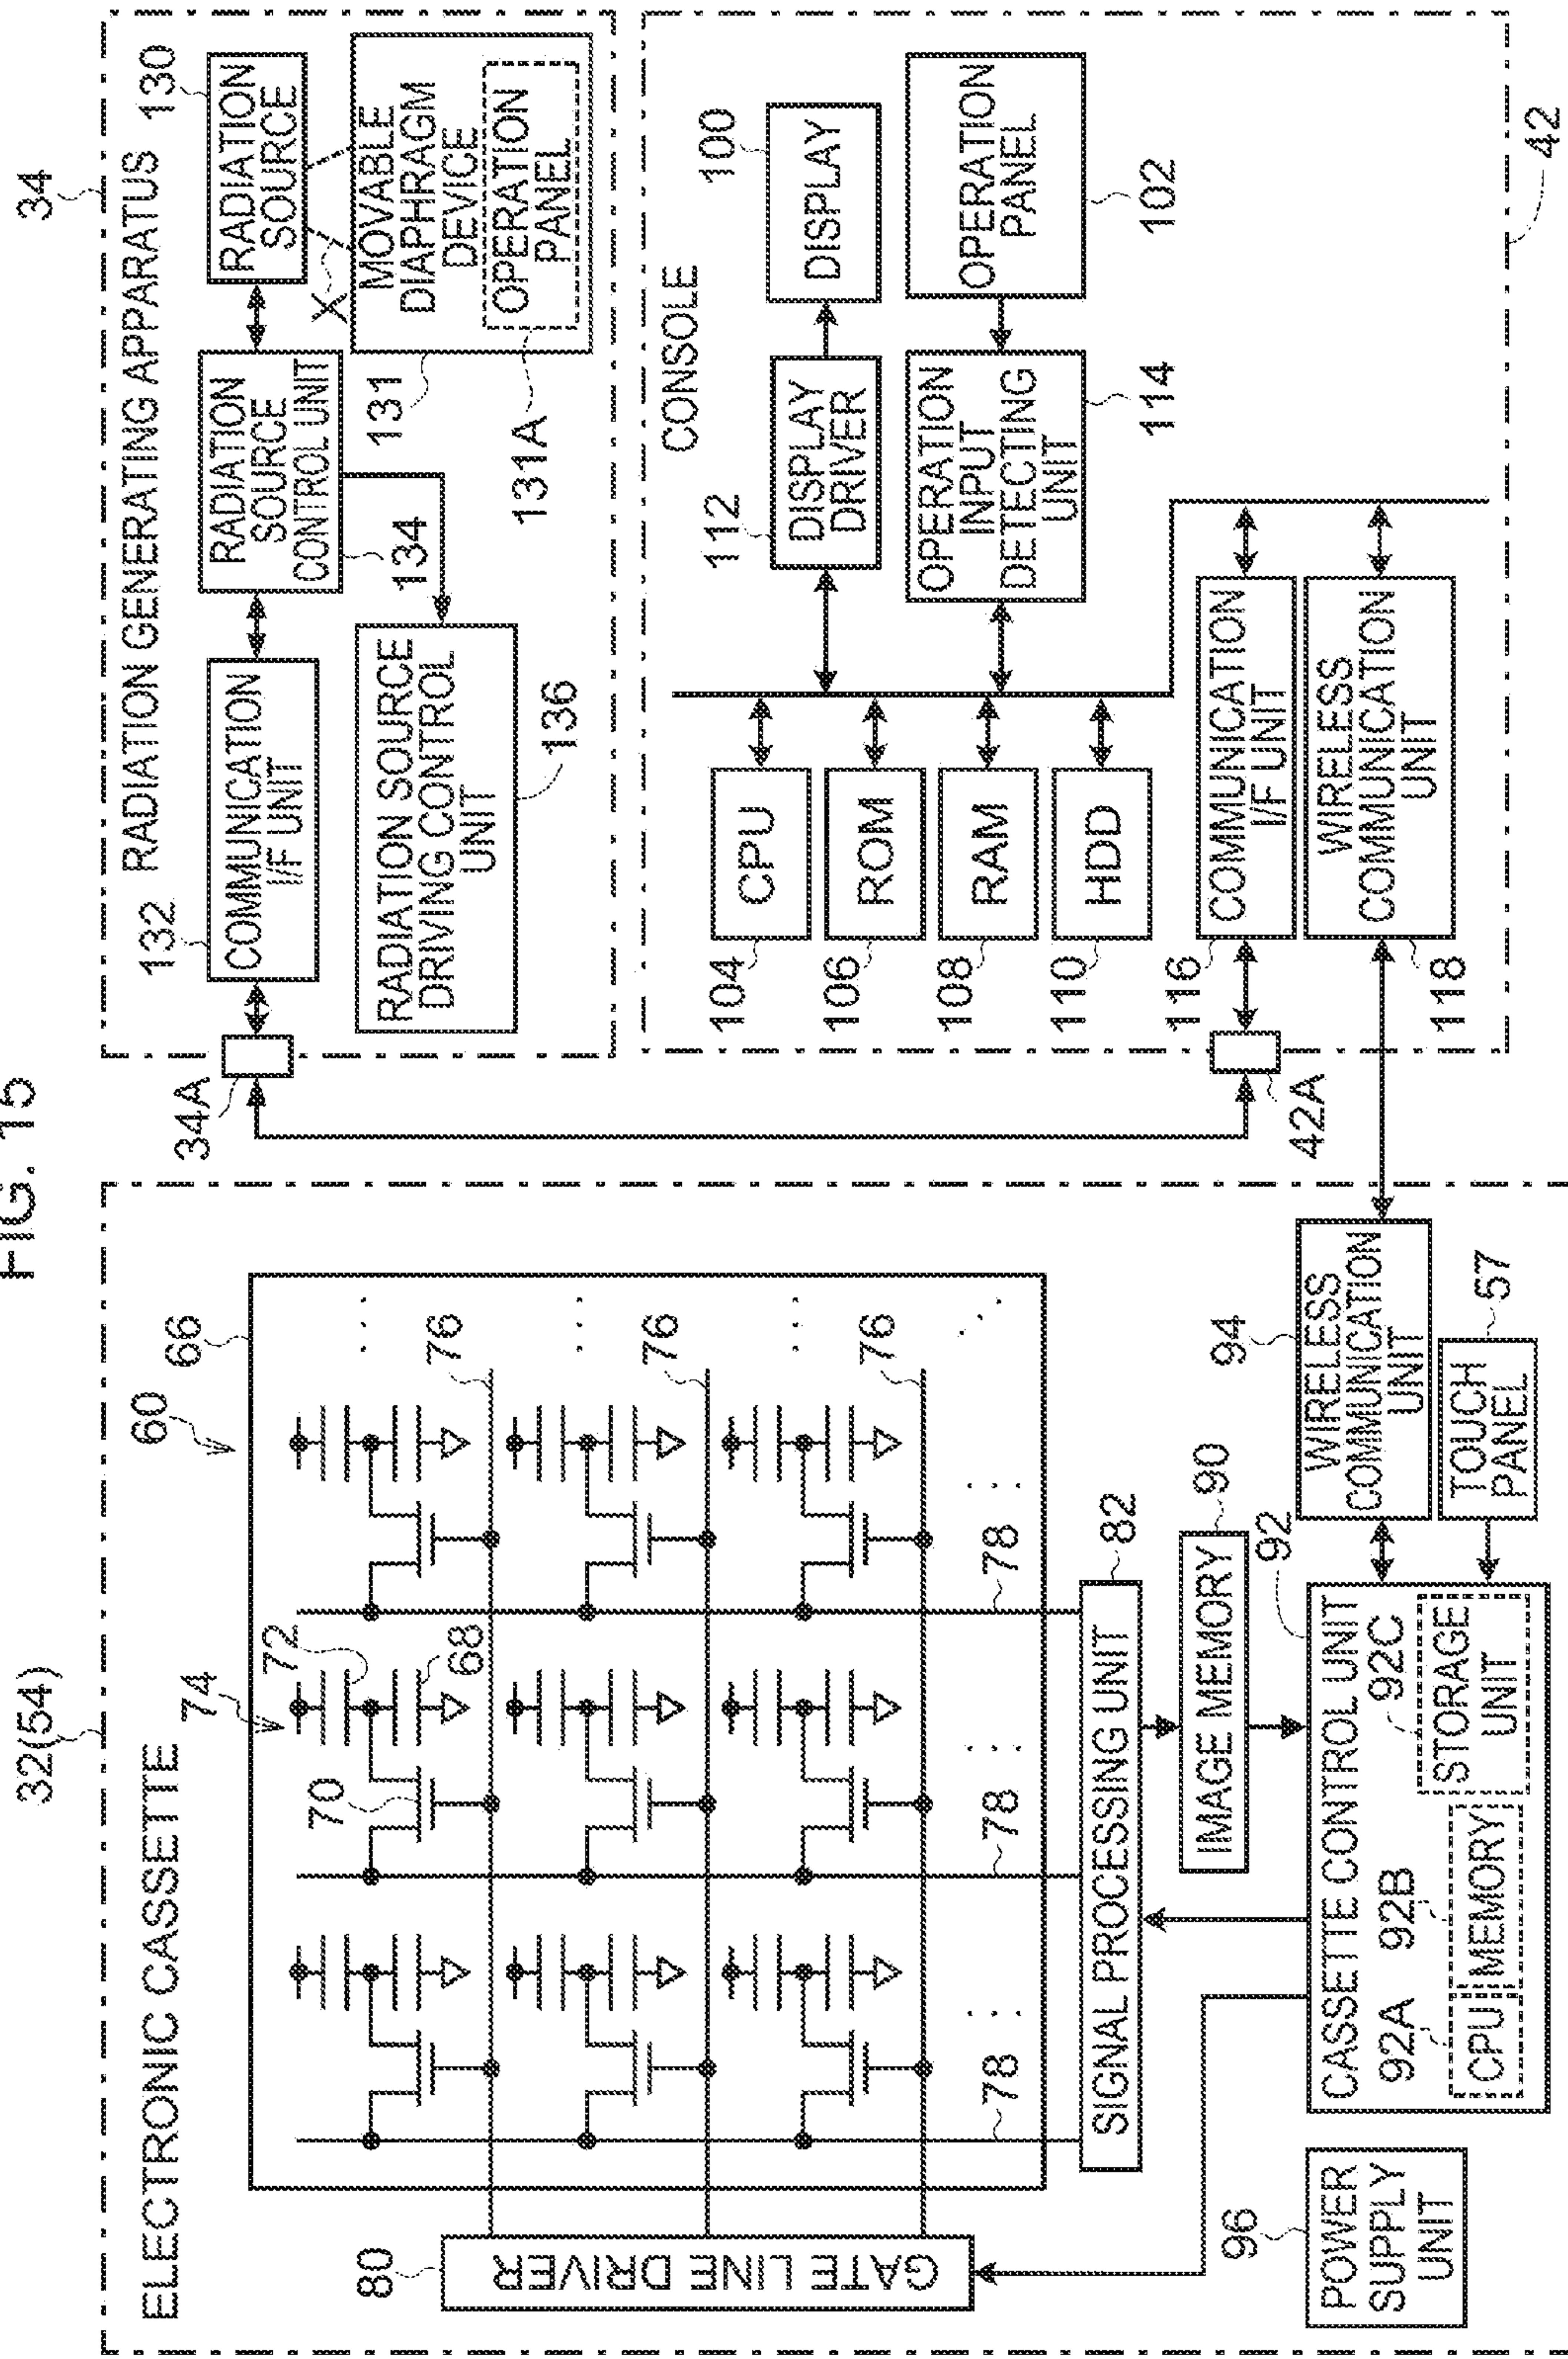 FIG. 15
32(54)
ELECTRONIC CASSETTE
60
66
74
72
70
68
76
76
76
78
78
78
80
GATE LINE DRIVER
82
SIGNAL PROCESSING UNIT
90
IMAGE MEMORY
92
CASSETTE CONTROL UNIT
92A
CPU
92B
MEMORY
92C
STORAGE
UNIT
94
WIRELESS
COMMUNICATION
UNIT
57
TOUCH
PANEL
96
POWER
SUPPLY
UNIT
34
RADIATION GENERATING APPARATUS
34A
132
COMMUNICATION
I/F UNIT
RADIATION
SOURCE
CONTROL UNIT
134
130
RADIATION
SOURCE
X
MOVABLE
DIAPHRAGM
DEVICE
OPERATION
PANEL
131
131A
RADIATION SOURCE
DRIVING CONTROL
UNIT
136
CONSOLE
42
42A
100
DISPLAY
112
DISPLAY
DRIVER
OPERATION
PANEL
102
OPERATION
INPUT
DETECTING
UNIT
114
CPU
104
ROM
106
RAM
108
HDD
110
COMMUNICATION
I/F UNIT
116
WIRELESS
COMMUNICATION
UNIT
118